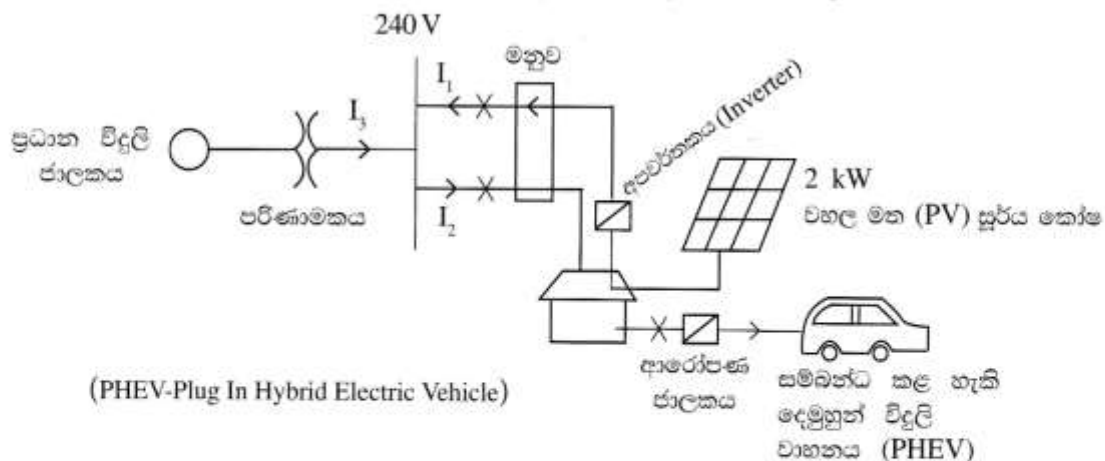 240 V
මනුව
I₁
I₃
ප්‍රධාන විදුලි
ජාලකය
පරිණාමකය
I₂
අපවර්තකය (Inverter)
2 kW
වහල මත (PV) සූර්ය කෝෂ
(PHEV-Plug In Hybrid Electric Vehicle)
ආරෝපණ
ජාලකය
සම්බන්ධ කළ හැකි
දෙමුහුන් විදුලි
වාහනය (PHEV)